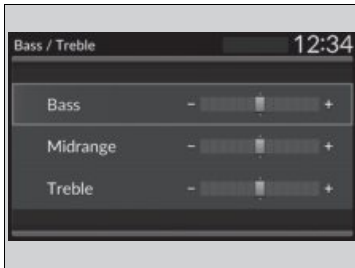 Bass / Treble 12:34
Bass - +
Midrange - +
Treble - +